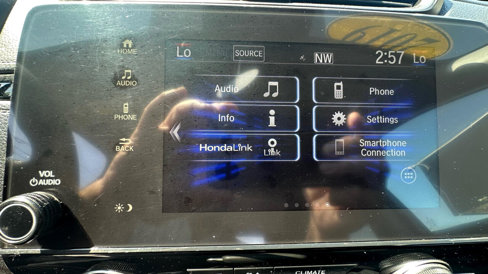 HOME
AUDIO
PHONE
BACK
VOL
AUDIO
Lo
SOURCE
NW
2:57
Lo
Audio
Phone
Info
Settings
HondaLink
Link
Smartphone
Connection
CLIMATE